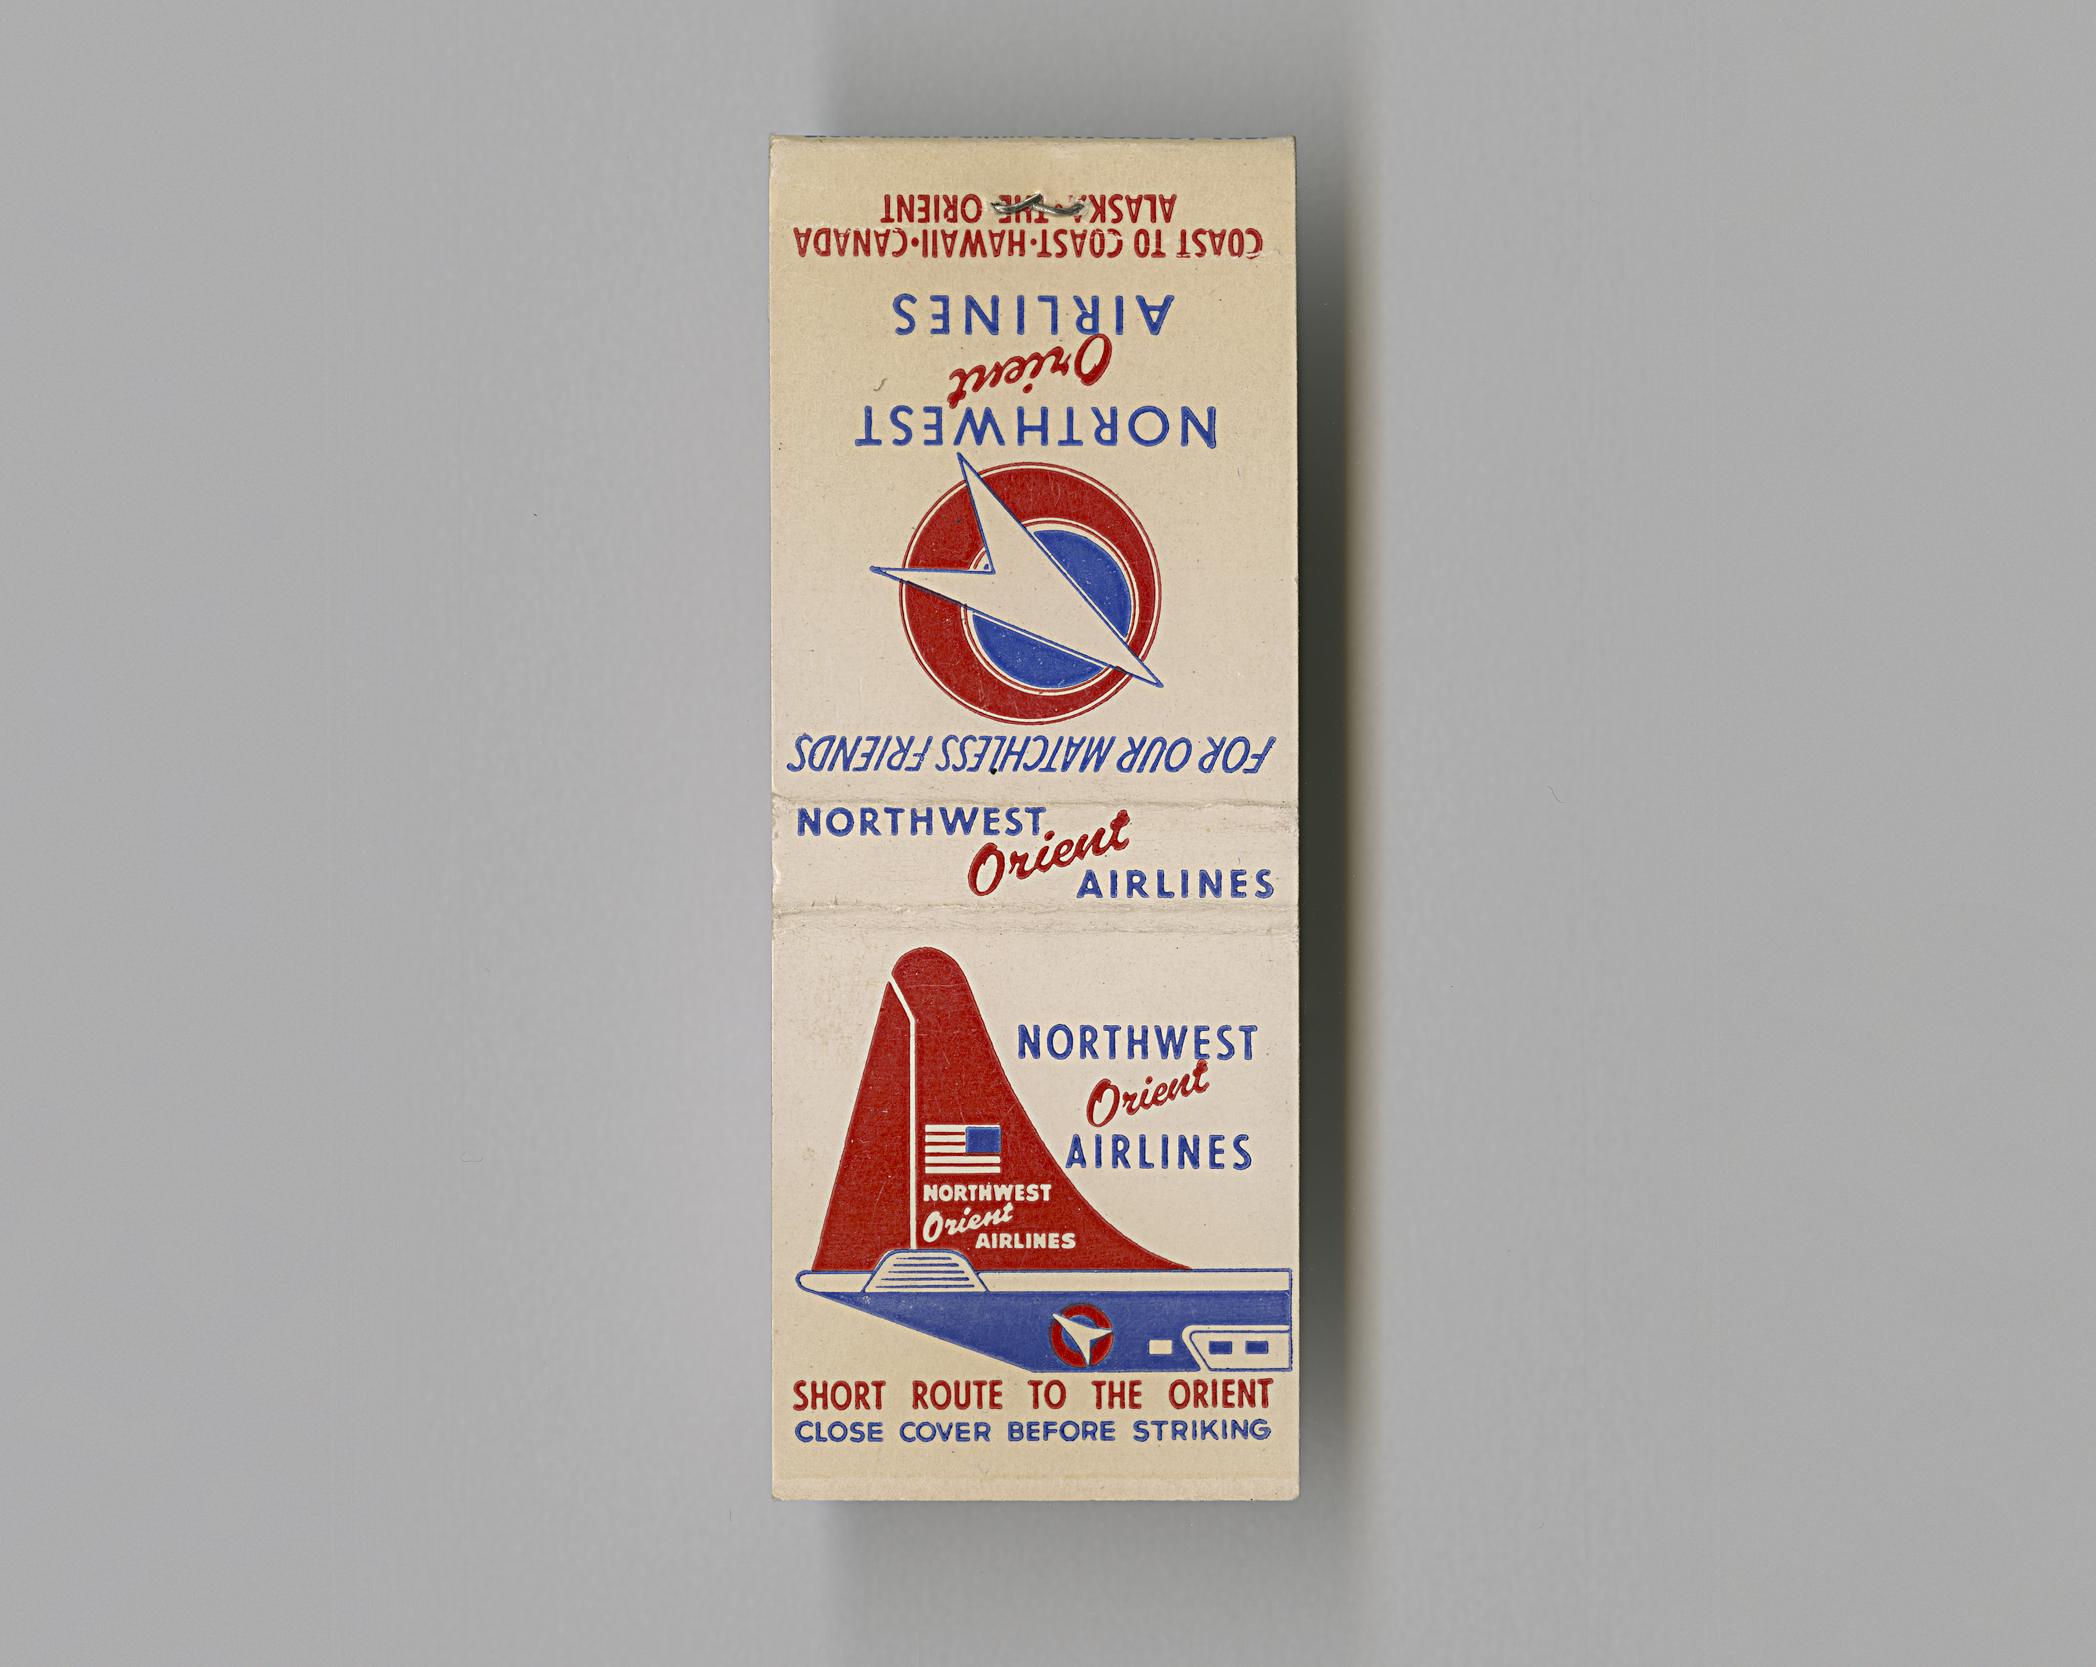 ALASKA • THE ORIENT
COAST TO COAST • HAWAII • CANADA
AIRLINES
Orient
NORTHWEST
FOR OUR MATCHLESS FRIENDS
NORTHWEST
Orient
AIRLINES
NORTHWEST
Orient
AIRLINES
NORTHWEST
Orient
AIRLINES
SHORT ROUTE TO THE ORIENT
CLOSE COVER BEFORE STRIKING